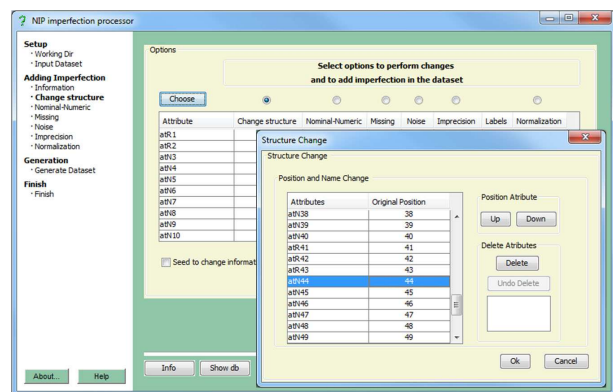 NIP imperfection processor
Setup
· Working Dir
· Input Dataset
Adding Imperfection
· Information
· Change structure
· Nominal-Numeric
· Missing
· Noise
· Imprecision
· Normalization
Generation
· Generate Dataset
Finish
· Finish
About...
Help
Options
Select options to perform changes
and to add imperfection in the dataset
Choose
Attribute Change structure Nominal-Numeric Missing Noise Imprecision Labels Normalization
atR1
atR2
atN3
atN4
atN5
atN6
atN7
atN8
atN9
atN10
Seed to change informat
Info
Show db
Structure Change
Structure Change
Position and Name Change
Attributes Original Position
atN38 38
atN39 39
atN40 40
atR41 41
atR42 42
atR43 43
atN44 44
atN45 45
atN46 46
atN47 47
atN48 48
atN49 49
Position Attribute
Up Down
Delete Atributes
Delete
Undo Delete
Ok Cancel